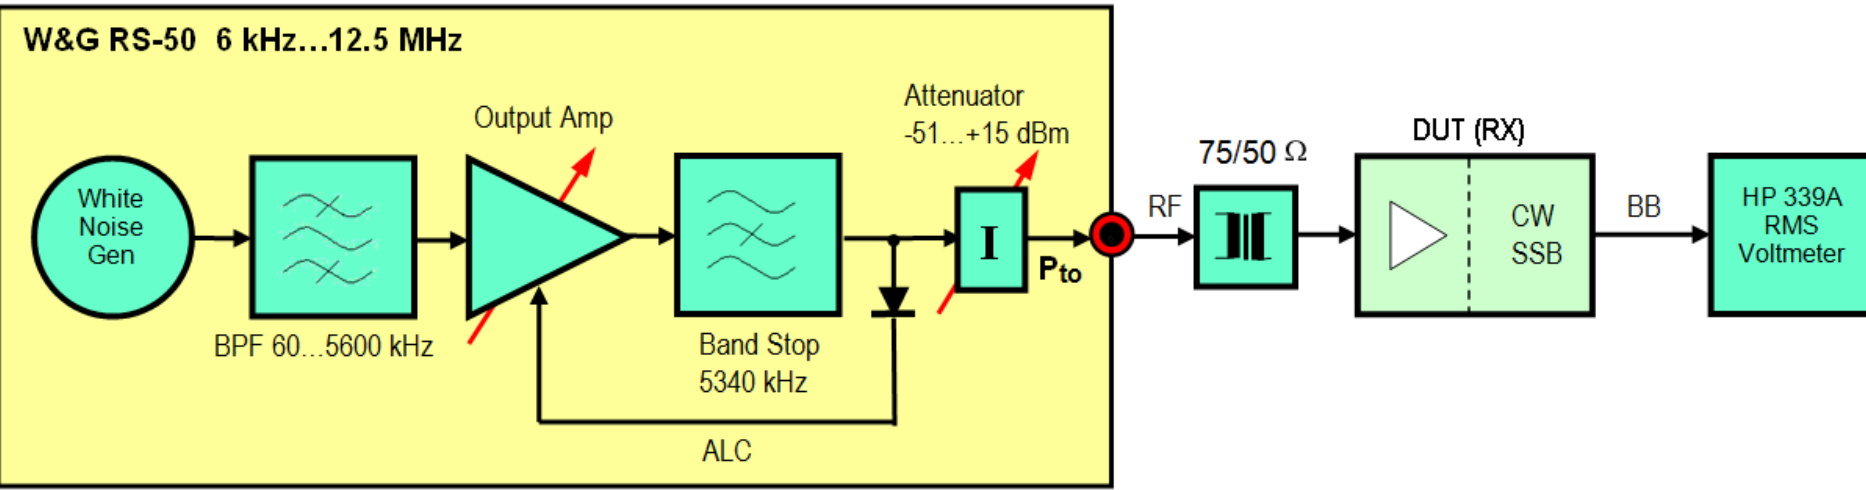 W&G RS-50  6 kHz...12.5 MHz
White
Noise
Gen
BPF 60...5600 kHz
Output Amp
Band Stop
5340 kHz
ALC
Attenuator
-51...+15 dBm
I
Pto
RF
75/50 Ω
DUT (RX)
CW
SSB
BB
HP 339A
RMS
Voltmeter